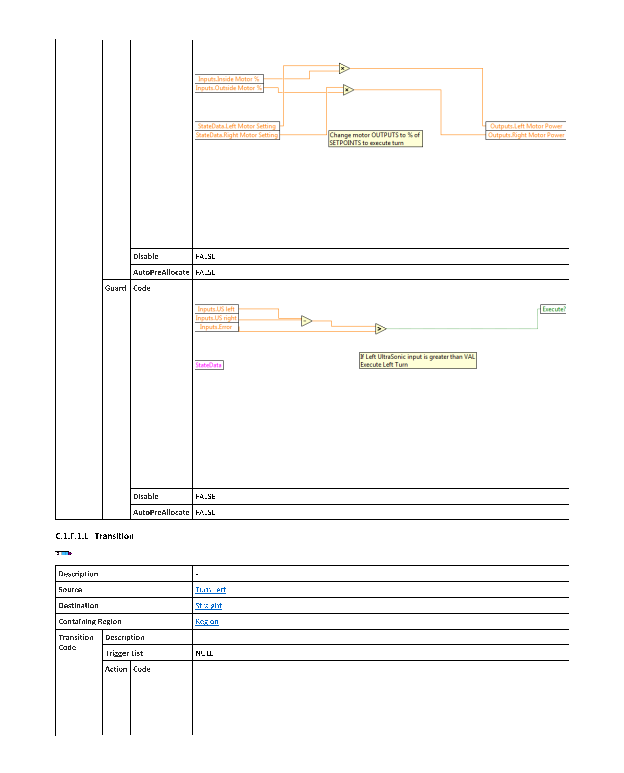 Inputs.Inside Motor %
Inputs.Outside Motor %
StateData.Left Motor Setting
StateData.Right Motor Setting
Change motor OUTPUTS to % of
SETPOINTS to execute turn
Outputs.Left Motor Power
Outputs.Right Motor Power
Disable FALSE
AutoPreAllocate FALSE
Guard Code
Inputs.US left
Inputs.US right
Inputs.Error
Execute?
If Left UltraSonic input is greater than VAL
Execute Left Turn
StateData
Disable FALSE
AutoPreAllocate FALSE
Transition
Description -
Source Turn Left
Destination Straight
Containing Region Region
Transition
Code
Description
Trigger List NULL
Action Code